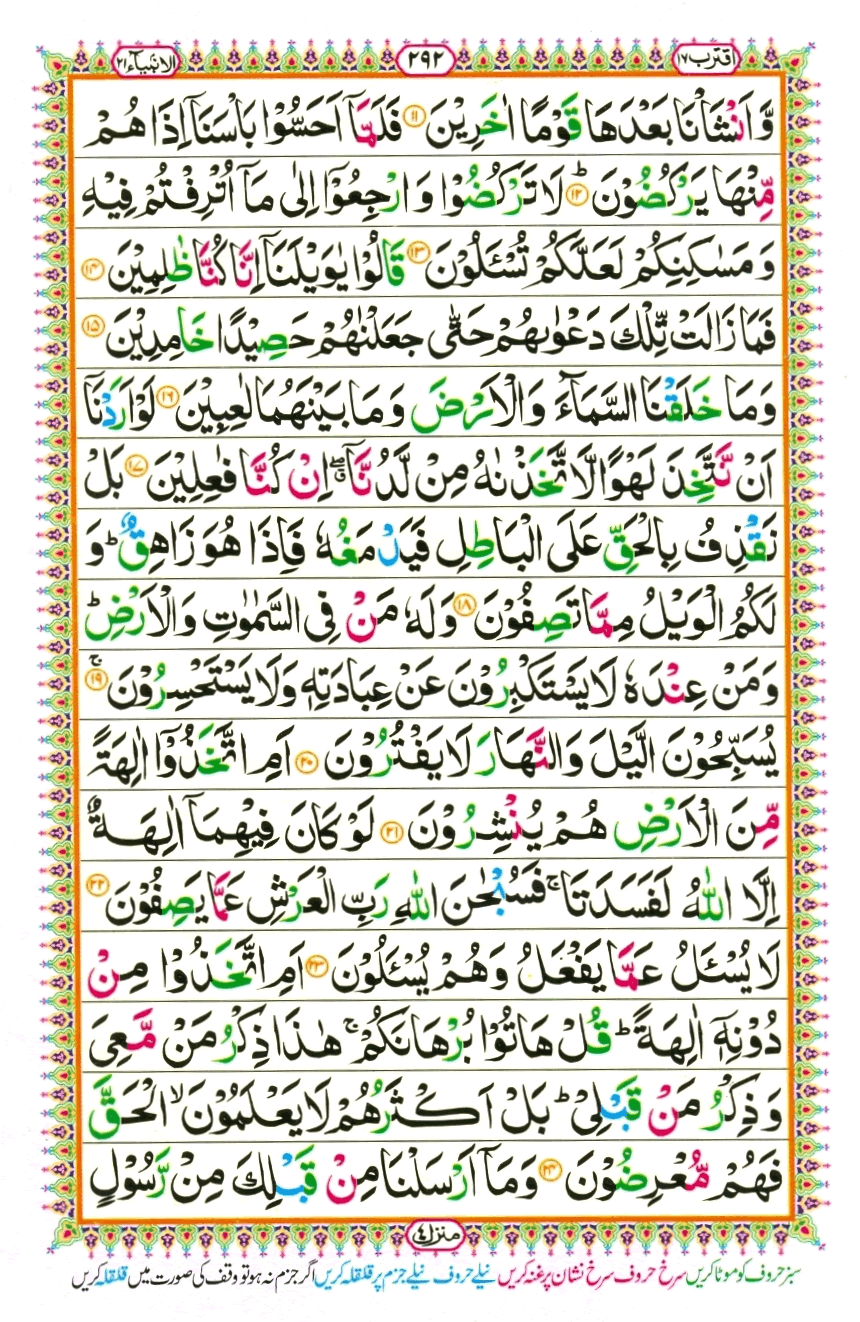 اقترب ١٧
٢٩٢
الانبیآء ٢١
وَّاَنْشَاْنَا بَعْدَهَا قَوْمًا اٰخَرِيْنَ ۝١١ فَلَمَّاۤ اَحَسُّوْا بَاْسَنَاۤ اِذَا هُمْ
مِّنْهَا يَرْكُضُوْنَ ؕ۝١٢ لَا تَرْكُضُوْا وَارْجِعُوْۤا اِلٰى مَاۤ اُتْرِفْتُمْ فِيْهِ
وَمَسٰكِنِكُمْ لَعَلَّكُمْ تُسْئَلُوْنَ ۝١٣ قَالُوْا يٰوَيْلَنَاۤ اِنَّا كُنَّا ظٰلِمِيْنَ ۝١٤
فَمَا زَالَتْ تِّلْكَ دَعْوٰىهُمْ حَتّٰى جَعَلْنٰهُمْ حَصِيْدًا خَامِدِيْنَ ۝١٥
وَمَا خَلَقْنَا السَّمَآءَ وَالْاَرْضَ وَمَا بَيْنَهُمَا لٰعِبِيْنَ ۝١٦ لَوْ اَرَدْنَاۤ
اَنْ نَّتَّخِذَ لَهْوًا لَّاتَّخَذْنٰهُ مِنْ لَّدُنَّاۤ ۖق اِنْ كُنَّا فٰعِلِيْنَ ۝١٧ بَلْ
نَقْذِفُ بِالْحَقِّ عَلَى الْبَاطِلِ فَيَدْمَغُهٗ فَاِذَا هُوَ زَاهِقٌ ؕ وَ
لَكُمُ الْوَيْلُ مِمَّا تَصِفُوْنَ ۝١٨ وَلَهٗ مَنْ فِى السَّمٰوٰتِ وَالْاَرْضِ ؕ
وَمَنْ عِنْدَهٗ لَا يَسْتَكْبِرُوْنَ عَنْ عِبَادَتِهٖ وَلَا يَسْتَحْسِرُوْنَ ۚ۝١٩
يُسَبِّحُوْنَ الَّيْلَ وَالنَّهَارَ لَا يَفْتُرُوْنَ ۝٢٠ اَمِ اتَّخَذُوْۤا اٰلِهَةً
مِّنَ الْاَرْضِ هُمْ يُنْشِرُوْنَ ۝٢١ لَوْ كَانَ فِيْهِمَاۤ اٰلِهَةٌ
اِلَّا اللّٰهُ لَفَسَدَتَا ۚ فَسُبْحٰنَ اللّٰهِ رَبِّ الْعَرْشِ عَمَّا يَصِفُوْنَ ۝٢٢
لَا يُسْئَلُ عَمَّا يَفْعَلُ وَهُمْ يُسْئَلُوْنَ ۝٢٣ اَمِ اتَّخَذُوْا مِنْ
دُوْنِهٖۤ اٰلِهَةً ؕ قُلْ هَاتُوْا بُرْهَانَكُمْ ۚ هٰذَا ذِكْرُ مَنْ مَّعِىَ
وَذِكْرُ مَنْ قَبْلِىْ ؕ بَلْ اَكْثَرُهُمْ لَا يَعْلَمُوْنَ ۙ الْحَقَّ
فَهُمْ مُّعْرِضُوْنَ ۝٢٤ وَمَاۤ اَرْسَلْنَا مِنْ قَبْلِكَ مِنْ رَّسُوْلٍ
منزل ٤
سبز حروف کو موٹا کریں سرخ حروف سرخ نشان پر غنہ کریں نیلے حروف نیلے جزم پر قلقلہ کریں اگر جزم نہ ہو تو وقف کی صورت میں قلقلہ کریں